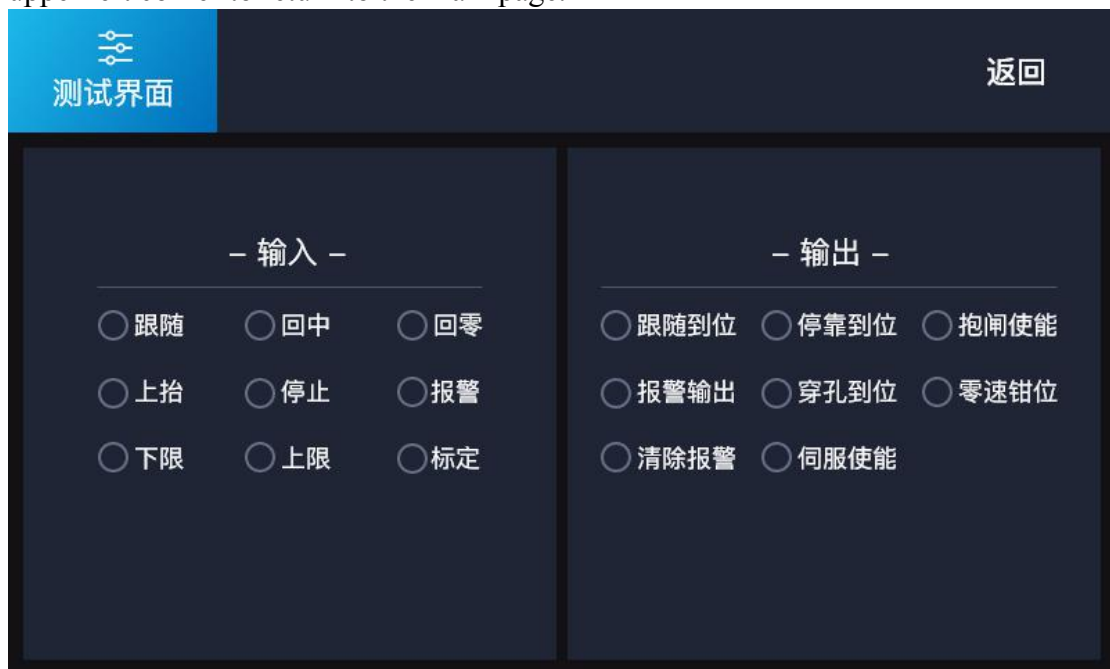 测试界面
返回
– 输入 –
跟随 回中 回零
上抬 停止 报警
下限 上限 标定
– 输出 –
跟随到位 停靠到位 抱闸使能
报警输出 穿孔到位 零速钳位
清除报警 伺服使能